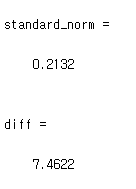 standard_norm =
0.2132
diff =
7.4622